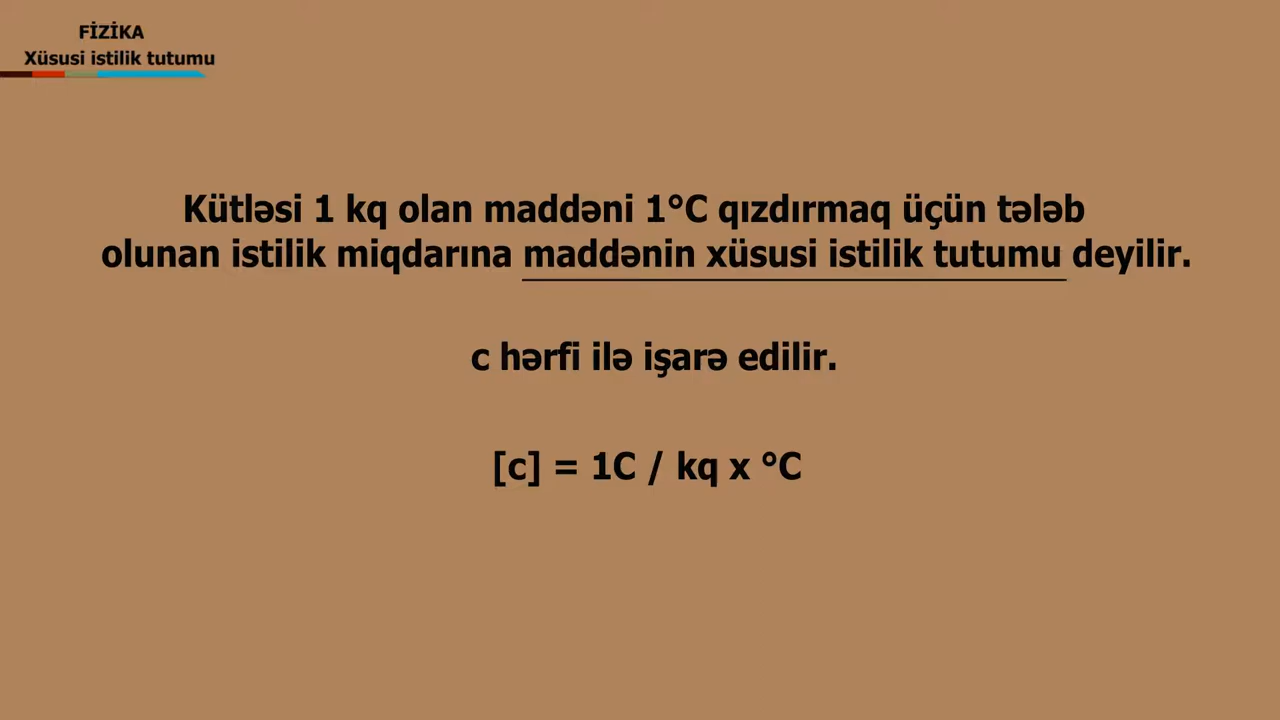 FİZİKA
Xüsusi istilik tutumu
Kütləsi 1 kq olan maddəni 1°C qızdırmaq üçün tələb
olunan istilik miqdarına maddənin xüsusi istilik tutumu deyilir.
c hərfi ilə işarə edilir.
[c] = 1C / kq x °C